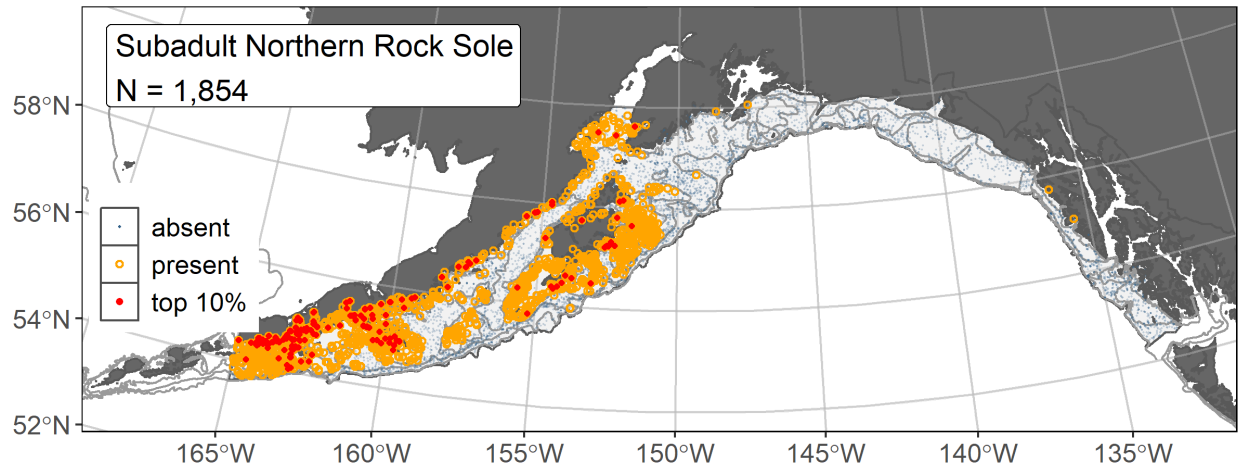 Subadult Northern Rock Sole
N = 1,854
58°N
56°N
54°N
52°N
absent
present
top 10%
165°W 160°W 155°W 150°W 145°W 140°W 135°W